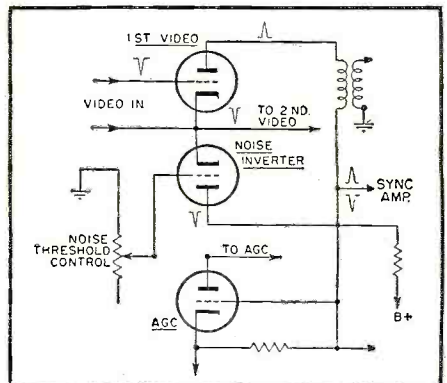 1ST VIDEO
VIDEO IN
TO 2ND.
VIDEO
NOISE
INVERTER
SYNC
AMP.
NOISE
THRESHOLD
CONTROL
TO AGC
B+
AGC